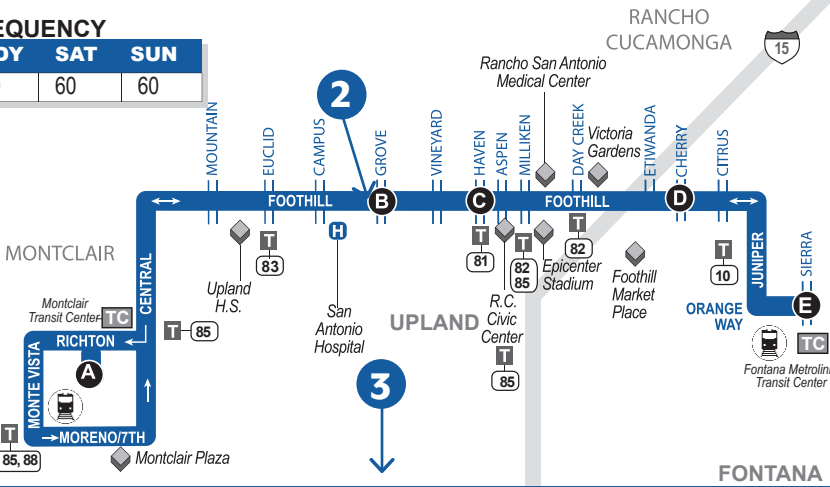 EQUENCY
DY SAT SUN
60 60
RANCHO
CUCAMONGA
15
Rancho San Antonio
Medical Center
2
MOUNTAIN
EUCLID
CAMPUS
GROVE
VINEYARD
HAVEN
ASPEN
MILLIKEN
DAY CREEK
Victoria
Gardens
ETIWANDA
CHERRY
CITRUS
FOOTHILL
B
C
FOOTHILL
D
MONTCLAIR
CENTRAL
Upland
H.S.
T
83
H
San
Antonio
Hospital
T
81
T
82
85
R.C.
Civic
Center
T
85
Epicenter
Stadium
T
82
Foothill
Market
Place
T
10
JUNIPER
SIERRA
E
ORANGE
WAY
TC
Fontana Metrolin
Transit Center
UPLAND
Montclair
Transit Center
TC
T
85
RICHTON
A
MONTE VISTA
3
T
85, 88
MORENO/7TH
Montclair Plaza
FONTANA